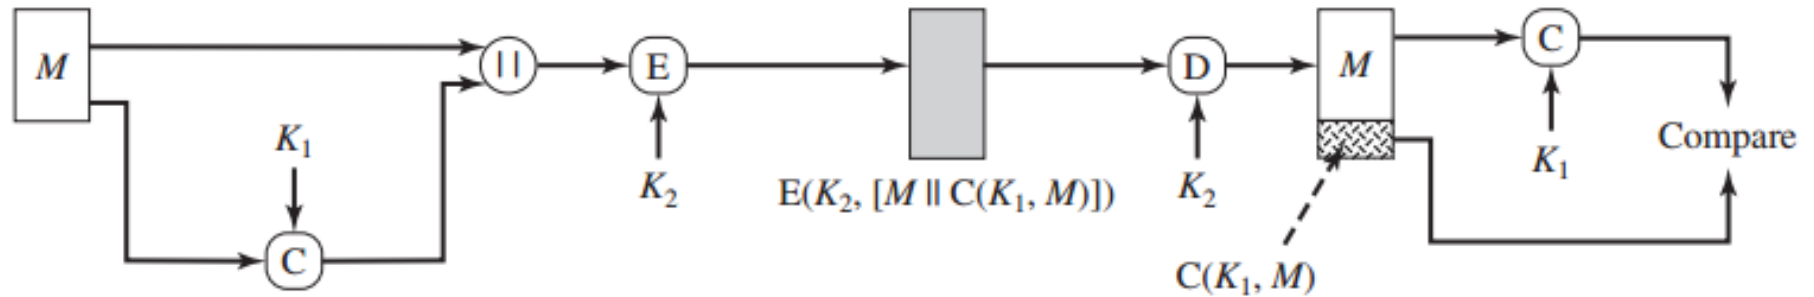 M
||
E
D
M
C
K₁
Compare
K₁
K₂
E(K₂, [M || C(K₁, M)])
K₂
C
C(K₁, M)